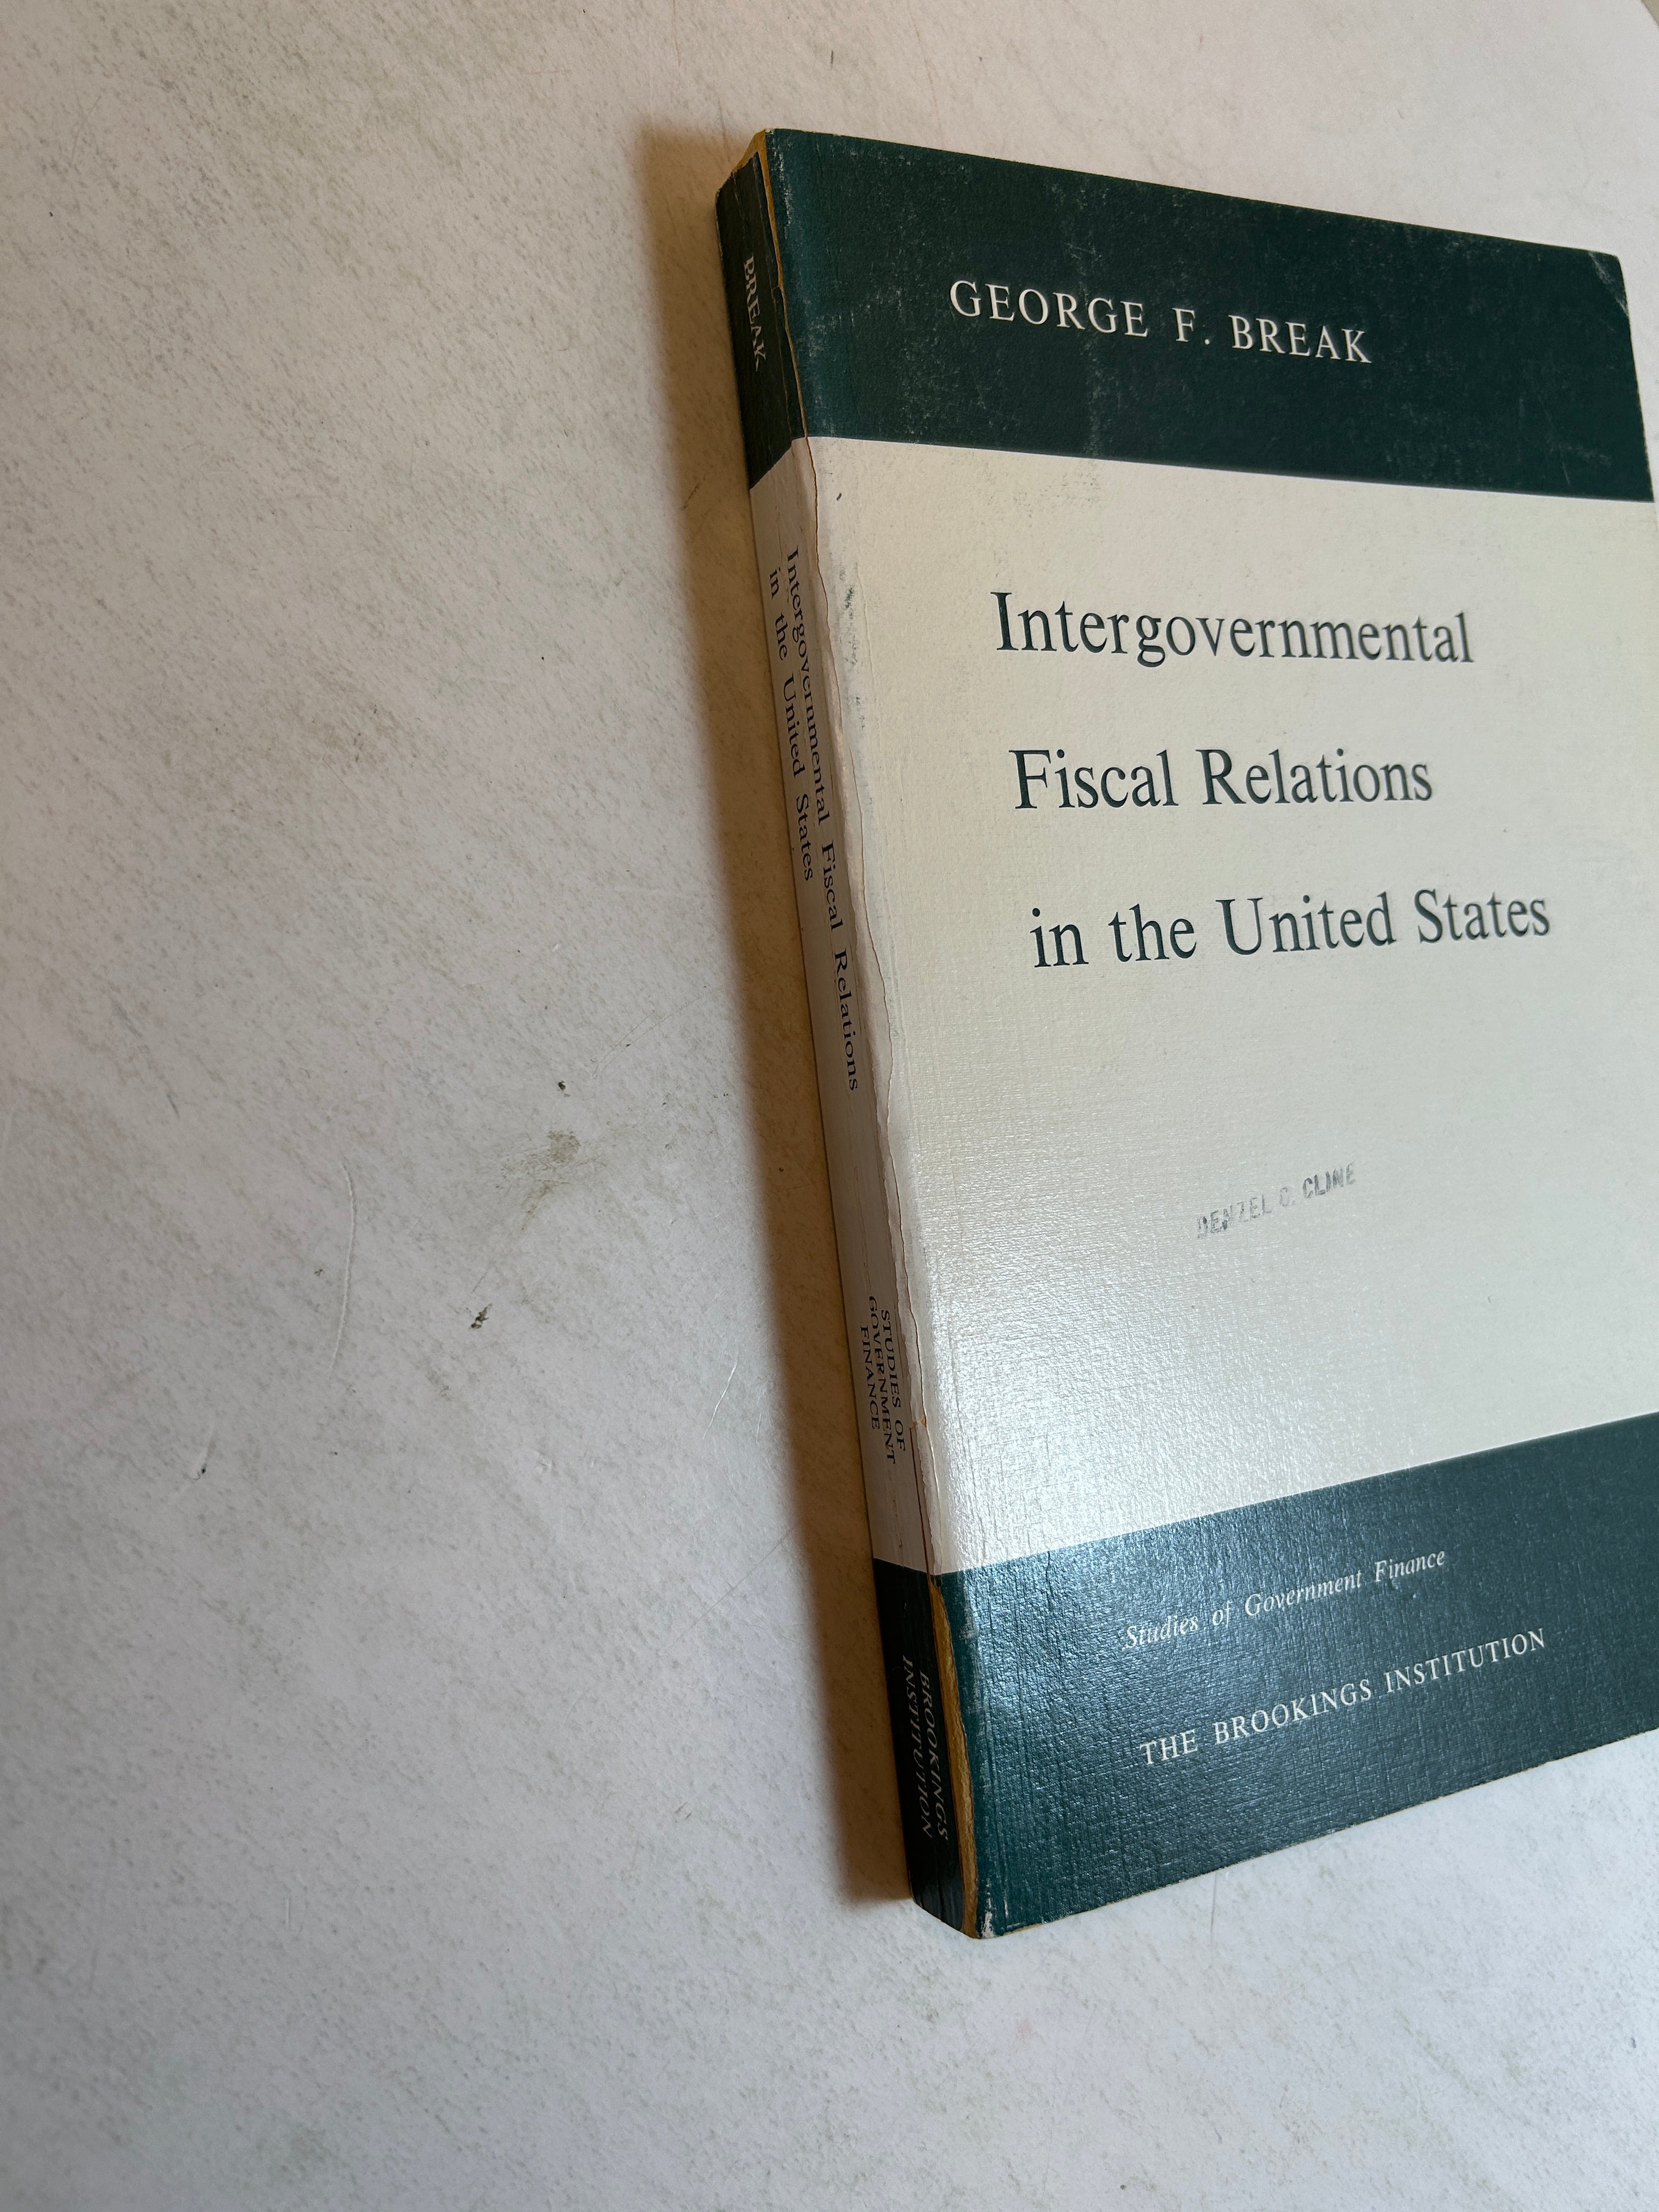 GEORGE F. BREAK
Intergovernmental
Fiscal Relations
in the United States
DENZEL C. CLINE
Studies of Government Finance
THE BROOKINGS INSTITUTION
BREAK
Intergovernmental Fiscal Relations
in the United States
STUDIES OF
GOVERNMENT
FINANCE
BROOKINGS
INSTITUTION